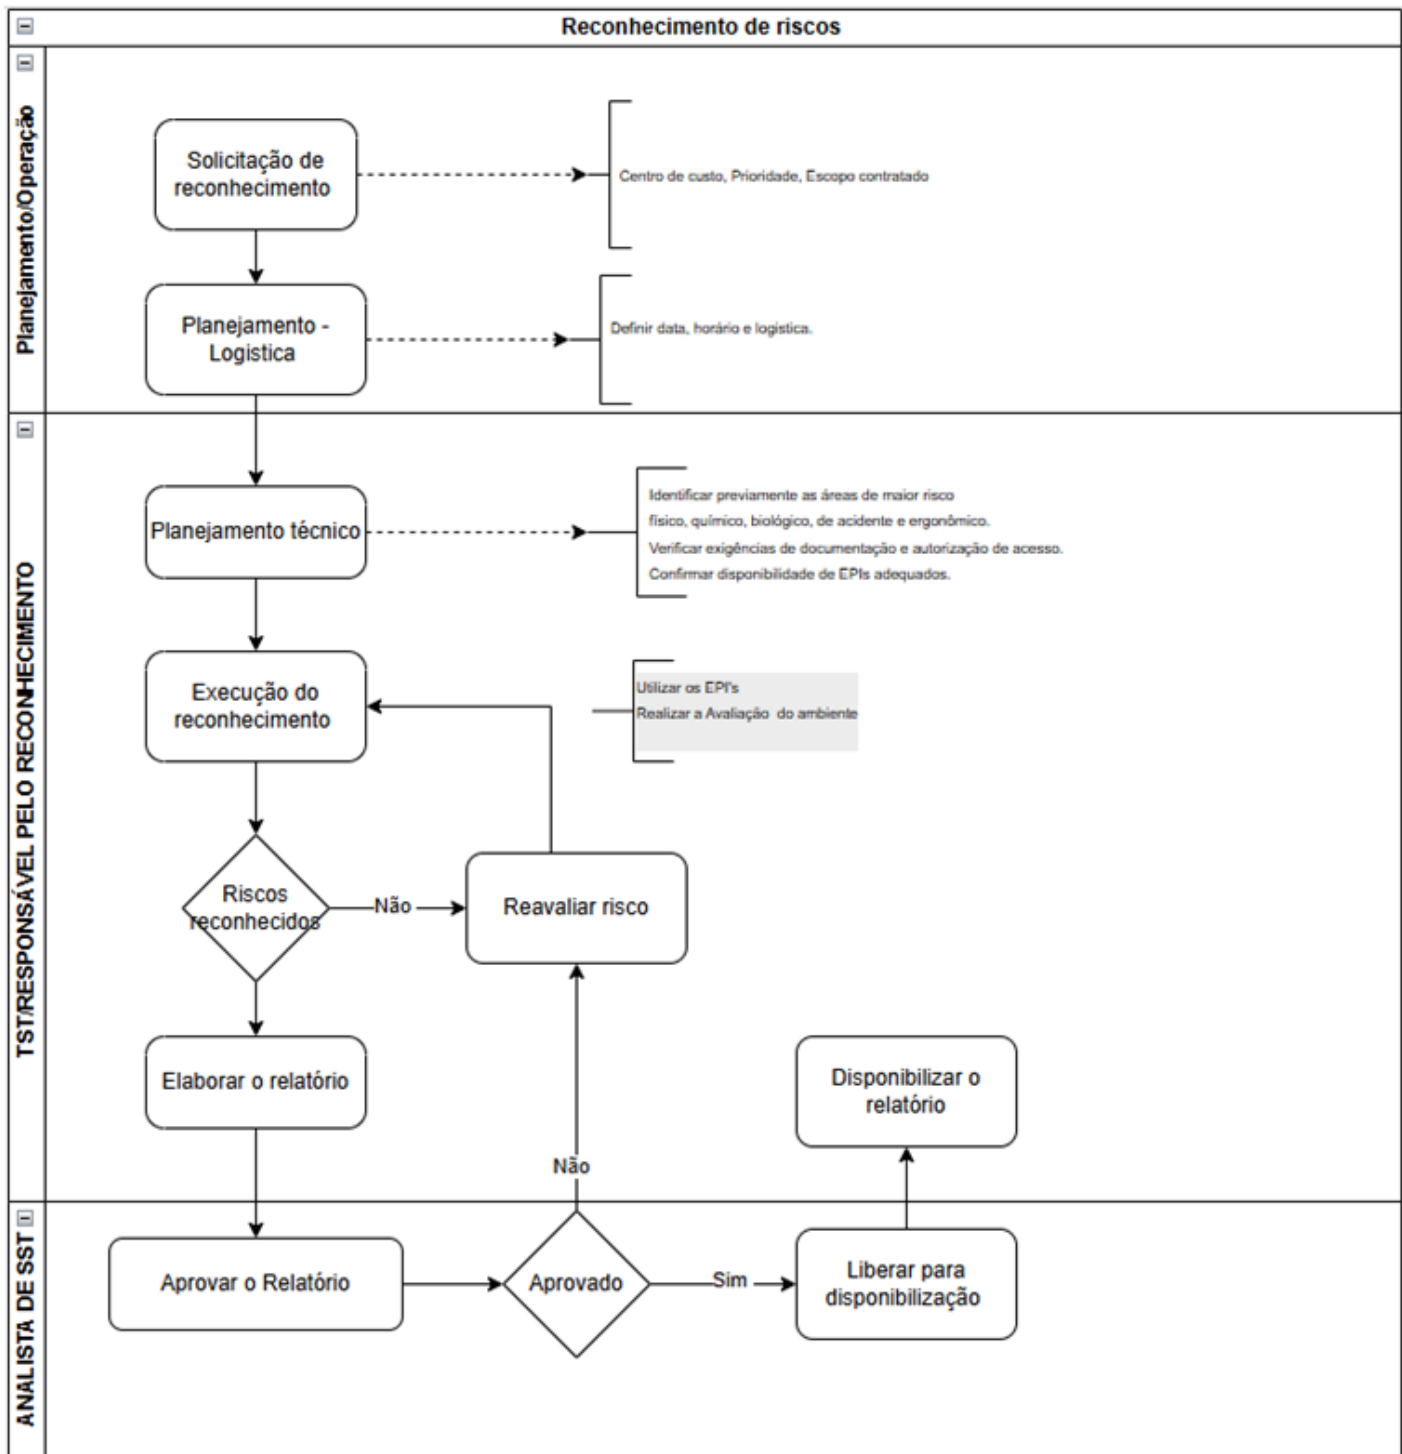 Reconhecimento de riscos
Planejamento/Operação
Solicitação de
reconhecimento
Centro de custo, Prioridade, Escopo contratado
Planejamento -
Logistica
Definir data, horário e logistica.
TST/RESPONSÁVEL PELO RECONHECIMENTO
Planejamento técnico
Identificar previamente as áreas de maior risco
físico, químico, biológico, de acidente e ergonômico.
Verificar exigências de documentação e autorização de acesso.
Confirmar disponibilidade de EPIs adequados.
Execução do
reconhecimento
Utilizar os EPI's
Realizar a Avaliação do ambiente
Riscos
reconhecidos
Não
Reavaliar risco
Elaborar o relatório
Disponibilizar o
relatório
Não
ANALISTA DE SST
Aprovar o Relatório
Aprovado
Sim
Liberar para
disponibilização